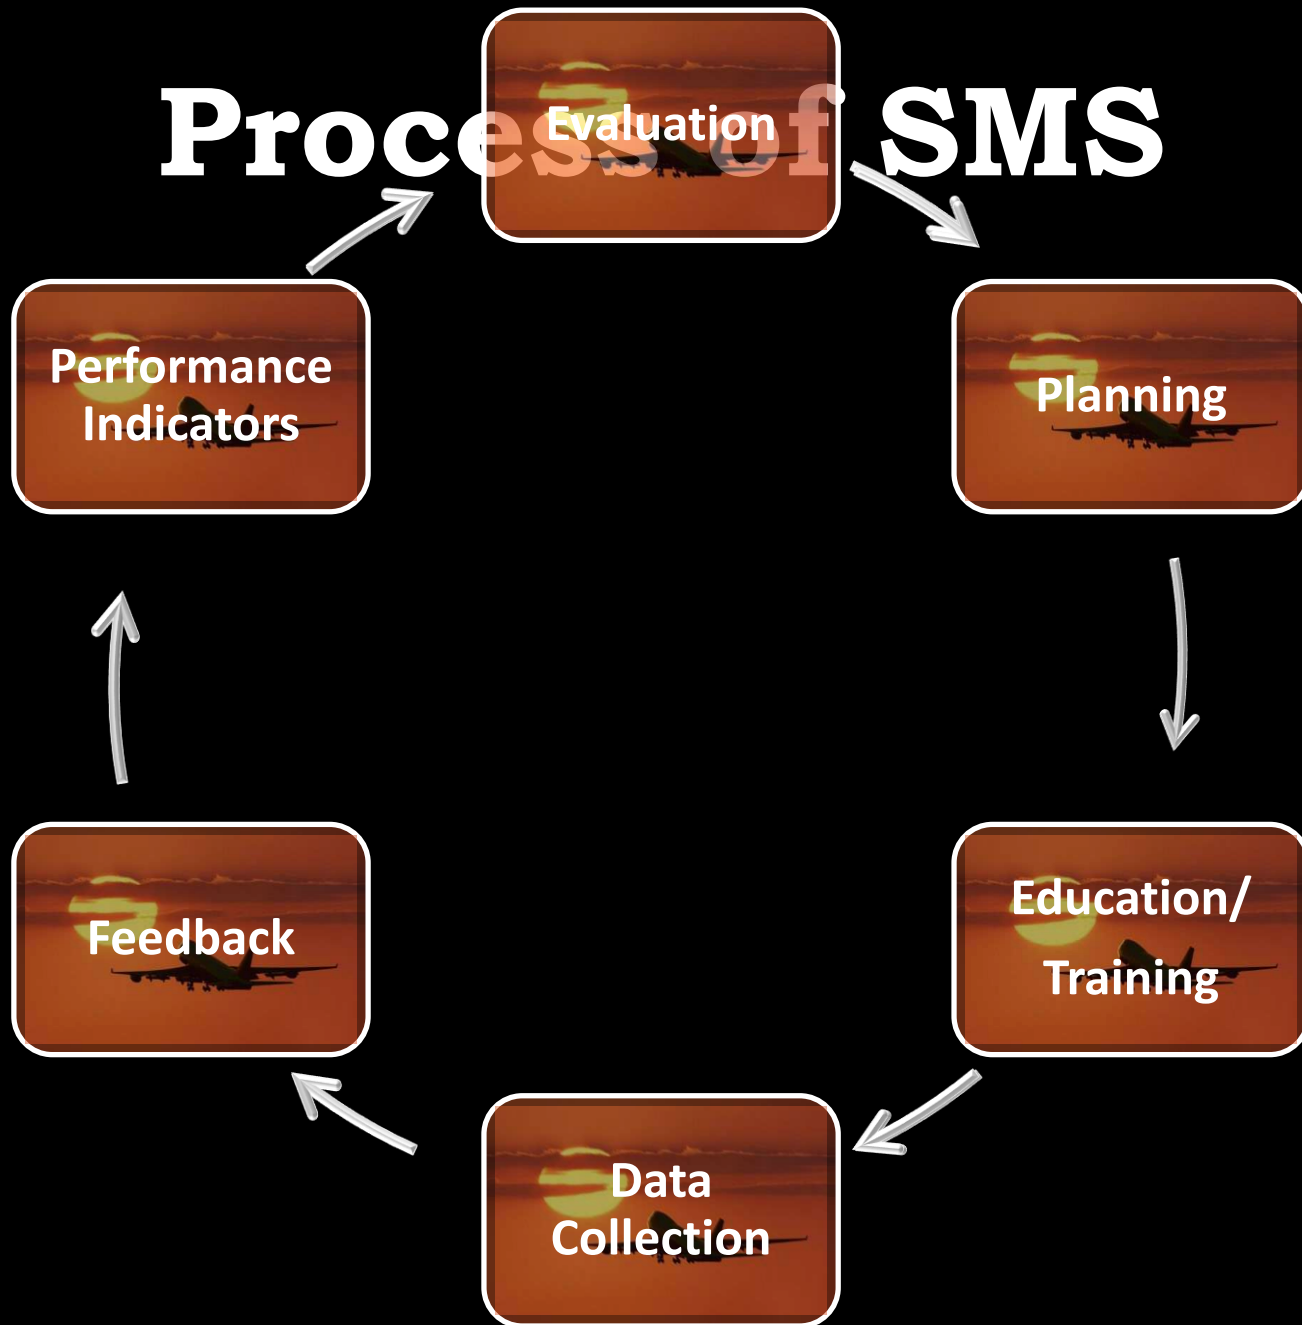 Process of SMS
Evaluation
Planning
Education/
Training
Data
Collection
Feedback
Performance
Indicators